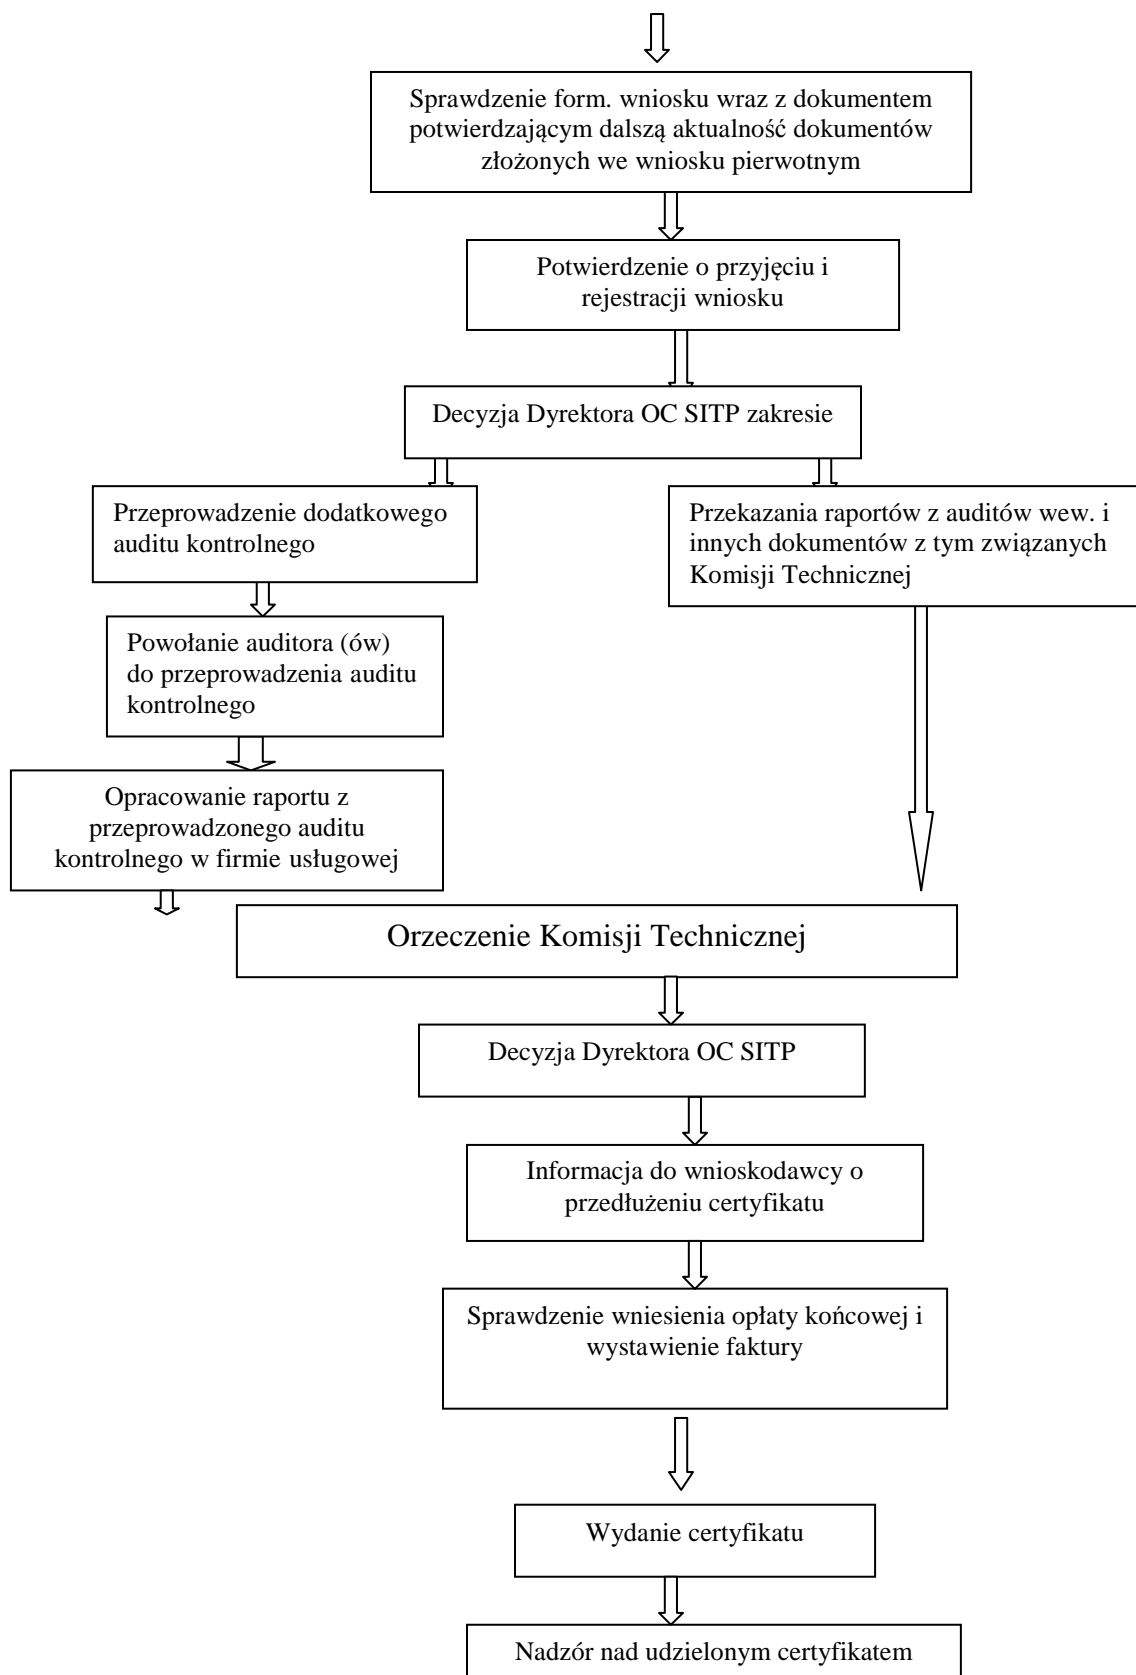 Sprawdzenie form. wniosku wraz z dokumentem
potwierdzającym dalszą aktualność dokumentów
złożonych we wniosku pierwotnym
Potwierdzenie o przyjęciu i
rejestracji wniosku
Decyzja Dyrektora OC SITP zakresie
Przeprowadzenie dodatkowego
auditu kontrolnego
Przekazania raportów z auditów wew. i
innych dokumentów z tym związanych
Komisji Technicznej
Powołanie auditora (ów)
do przeprowadzenia auditu
kontrolnego
Opracowanie raportu z
przeprowadzonego auditu
kontrolnego w firmie usługowej
Orzeczenie Komisji Technicznej
Decyzja Dyrektora OC SITP
Informacja do wnioskodawcy o
przedłużeniu certyfikatu
Sprawdzenie wniesienia opłaty końcowej i
wystawienie faktury
Wydanie certyfikatu
Nadzór nad udzielonym certyfikatem